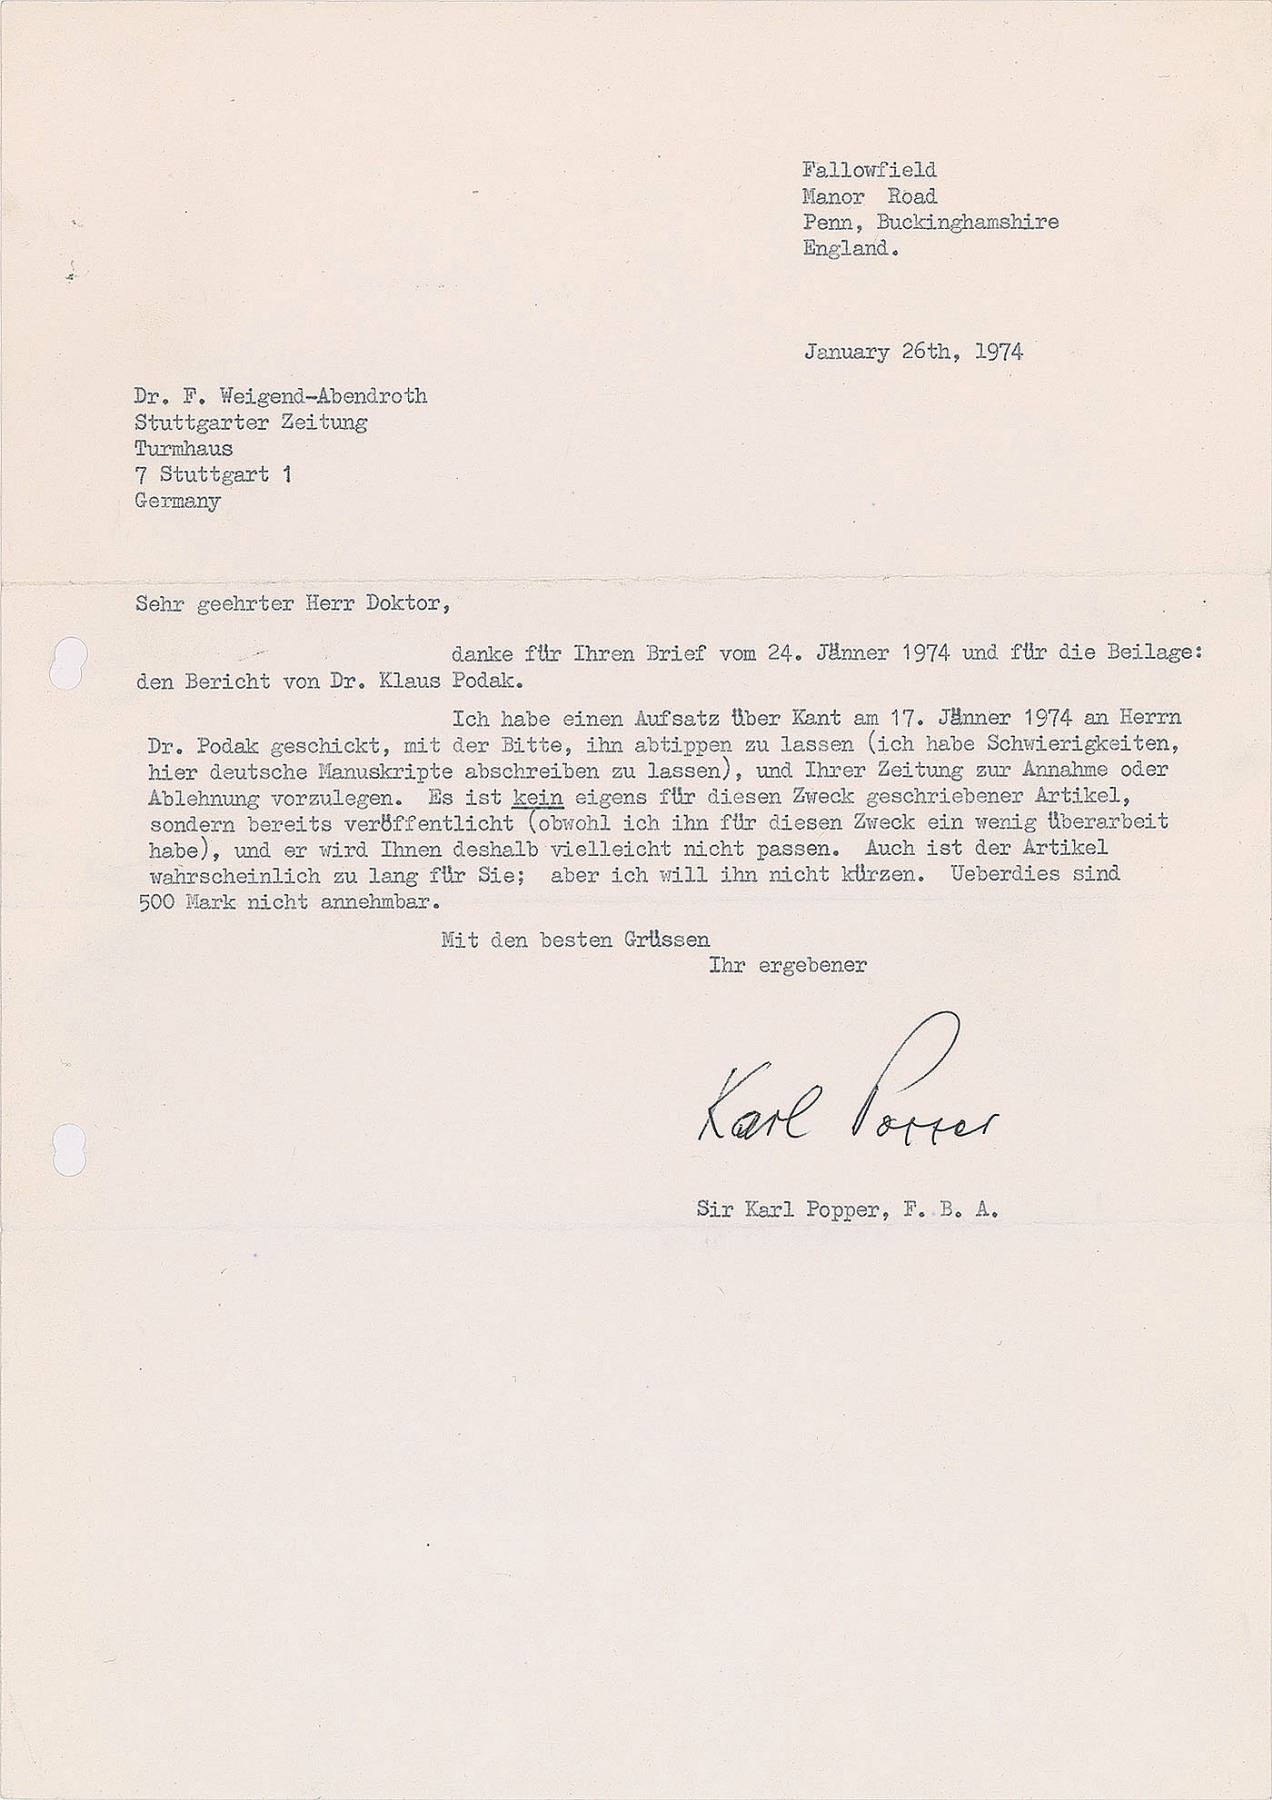 Fallowfield
Manor Road
Penn, Buckinghamshire
England.
January 26th, 1974
Dr. F. Weigend-Abendroth
Stuttgarter Zeitung
Turmhaus
7 Stuttgart 1
Germany
Sehr geehrter Herr Doktor,
danke für Ihren Brief vom 24. Jänner 1974 und für die Beilage:
den Bericht von Dr. Klaus Podak.
Ich habe einen Aufsatz über Kant am 17. Jänner 1974 an Herrn
Dr. Podak geschickt, mit der Bitte, ihn abtippen zu lassen (ich habe Schwierigkeiten,
hier deutsche Manuskripte abschreiben zu lassen), und Ihrer Zeitung zur Annahme oder
Ablehnung vorzulegen. Es ist kein eigens für diesen Zweck geschriebener Artikel,
sondern bereits veröffentlicht (obwohl ich ihn für diesen Zweck ein wenig überarbeit
habe), und er wird Ihnen deshalb vielleicht nicht passen. Auch ist der Artikel
wahrscheinlich zu lang für Sie; aber ich will ihn nicht kürzen. Ueberdies sind
500 Mark nicht annehmbar.
Mit den besten Grüssen
Ihr ergebener
Karl Popper
Sir Karl Popper, F. B. A.